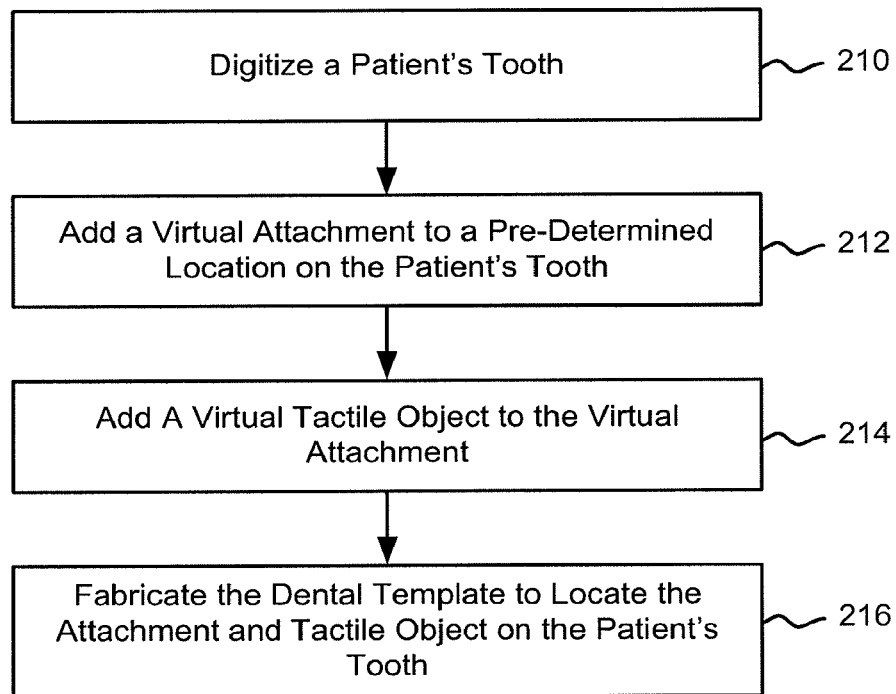 Digitize a Patient's Tooth
210
Add a Virtual Attachment to a Pre-Determined
Location on the Patient's Tooth
212
Add A Virtual Tactile Object to the Virtual
Attachment
214
Fabricate the Dental Template to Locate the
Attachment and Tactile Object on the Patient's
Tooth
216